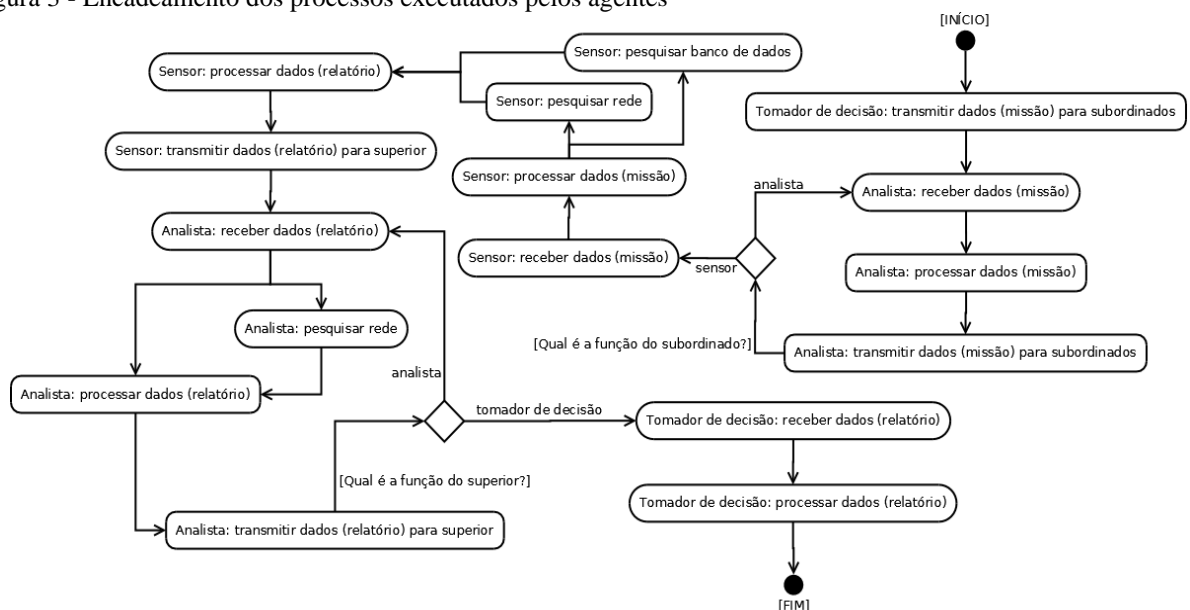 Encadeamento dos processos executados pelos agentes
[INÍCIO]
Sensor: pesquisar banco de dados
Sensor: processar dados (relatório)
Sensor: pesquisar rede
Tomador de decisão: transmitir dados (missão) para subordinados
Sensor: transmitir dados (relatório) para superior
Sensor: processar dados (missão)
analista
Analista: receber dados (missão)
Analista: receber dados (relatório)
Sensor: receber dados (missão)
sensor
Analista: processar dados (missão)
Analista: pesquisar rede
[Qual é a função do subordinado?]
Analista: transmitir dados (missão) para subordinados
analista
Analista: processar dados (relatório)
tomador de decisão
Tomador de decisão: receber dados (relatório)
[Qual é a função do superior?]
Tomador de decisão: processar dados (relatório)
Analista: transmitir dados (relatório) para superior
[FIM]